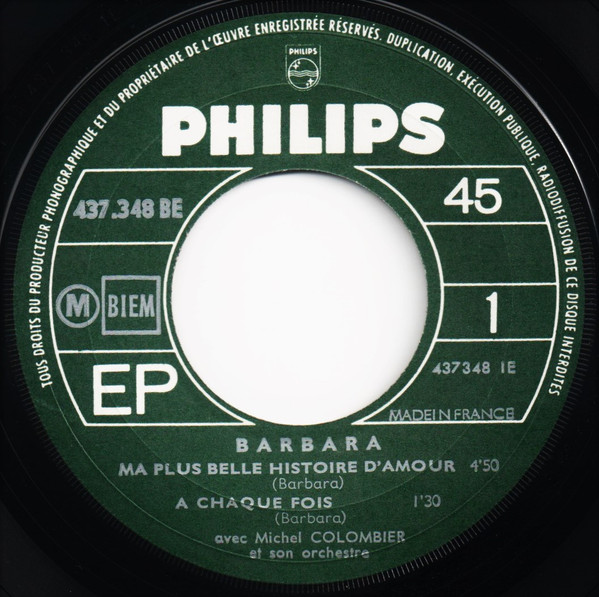 TOUS DROITS DU PRODUCTEUR PHONOGRAPHIQUE ET DU PROPRIÉTAIRE DE L'ŒUVRE ENREGISTRÉE RÉSERVÉS. DUPLICATION, EXÉCUTION PUBLIQUE, RADIODIFFUSION DE CE DISQUE INTERDITES
PHILIPS
PHILIPS
437.348 BE
45
M BIEM
1
EP
437348 1E
MADE IN FRANCE
BARBARA
MA PLUS BELLE HISTOIRE D'AMOUR 4'50
(Barbara)
A CHAQUE FOIS 1'30
(Barbara)
avec Michel COLOMBIER
et son orchestre